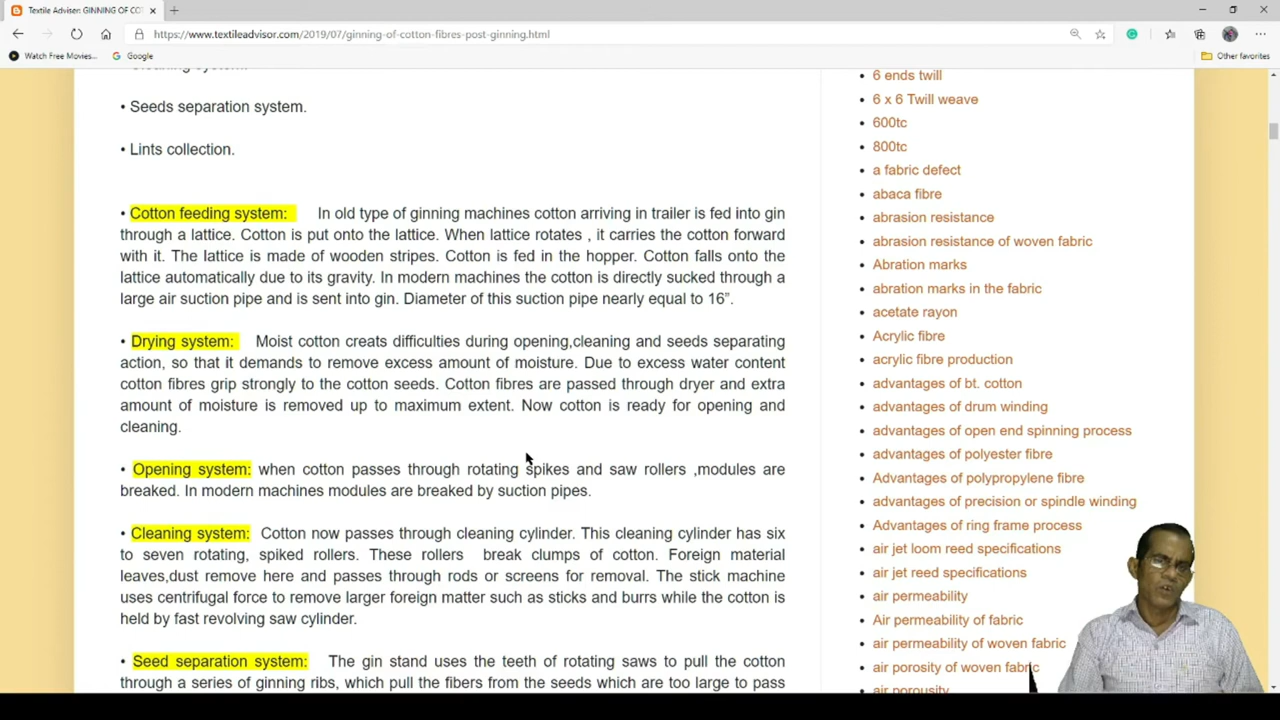 Textile Adviser: GINNING OF CO
https://www.textileadvisor.com/2019/07/ginning-of-cotton-fibres-post-ginning.html
Watch Free Movies...
Google
Other favorites
• Cleaning system.
• Seeds separation system.
• Lints collection.
• Cotton feeding system: In old type of ginning machines cotton arriving in trailer is fed into gin
through a lattice. Cotton is put onto the lattice. When lattice rotates , it carries the cotton forward
with it. The lattice is made of wooden stripes. Cotton is fed in the hopper. Cotton falls onto the
lattice automatically due to its gravity. In modern machines the cotton is directly sucked through a
large air suction pipe and is sent into gin. Diameter of this suction pipe nearly equal to 16”.
• Drying system: Moist cotton creats difficulties during opening,cleaning and seeds separating
action, so that it demands to remove excess amount of moisture. Due to excess water content
cotton fibres grip strongly to the cotton seeds. Cotton fibres are passed through dryer and extra
amount of moisture is removed up to maximum extent. Now cotton is ready for opening and
cleaning.
• Opening system: when cotton passes through rotating spikes and saw rollers ,modules are
breaked. In modern machines modules are breaked by suction pipes.
• Cleaning system: Cotton now passes through cleaning cylinder. This cleaning cylinder has six
to seven rotating, spiked rollers. These rollers break clumps of cotton. Foreign material
leaves,dust remove here and passes through rods or screens for removal. The stick machine
uses centrifugal force to remove larger foreign matter such as sticks and burrs while the cotton is
held by fast revolving saw cylinder.
• Seed separation system: The gin stand uses the teeth of rotating saws to pull the cotton
through a series of ginning ribs, which pull the fibers from the seeds which are too large to pass
• 6 ends twill
• 6 x 6 Twill weave
• 600tc
• 800tc
• a fabric defect
• abaca fibre
• abrasion resistance
• abrasion resistance of woven fabric
• Abration marks
• abration marks in the fabric
• acetate rayon
• Acrylic fibre
• acrylic fibre production
• advantages of bt. cotton
• advantages of drum winding
• advantages of open end spinning process
• advantages of polyester fibre
• Advantages of polypropylene fibre
• advantages of precision or spindle winding
• Advantages of ring frame process
• air jet loom reed specifications
• air jet reed specifications
• air permeability
• Air permeability of fabric
• air permeability of woven fabric
• air porosity of woven fabric
• air porousity